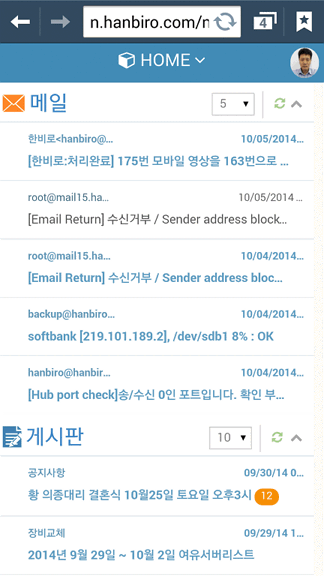 n.hanbiro.com/n
4
HOME
메일
5
한비로<hanbiro@...
10/05/2014...
[한비로:처리완료] 175번 모바일 영상을 163번으로 ...
root@mail15.ha...
10/05/2014 ...
[Email Return] 수신거부 / Sender address block...
root@mail15.ha...
10/04/2014...
[Email Return] 수신거부 / Sender address bloc...
backup@hanbiro...
10/04/2014...
softbank [219.101.189.2], /dev/sdb1 8% : OK
hanbiro@hanbir...
10/04/2014...
[Hub port check]송/수신 0인 포트입니다. 확인 부...
게시판
10
공지사항
09/30/14 0...
황 의종대리 결혼식 10월25일 토요일 오후3시 12
장비교체
09/29/14 1...
2014년 9월 29일 ~ 10월 2일 여유서버리스트